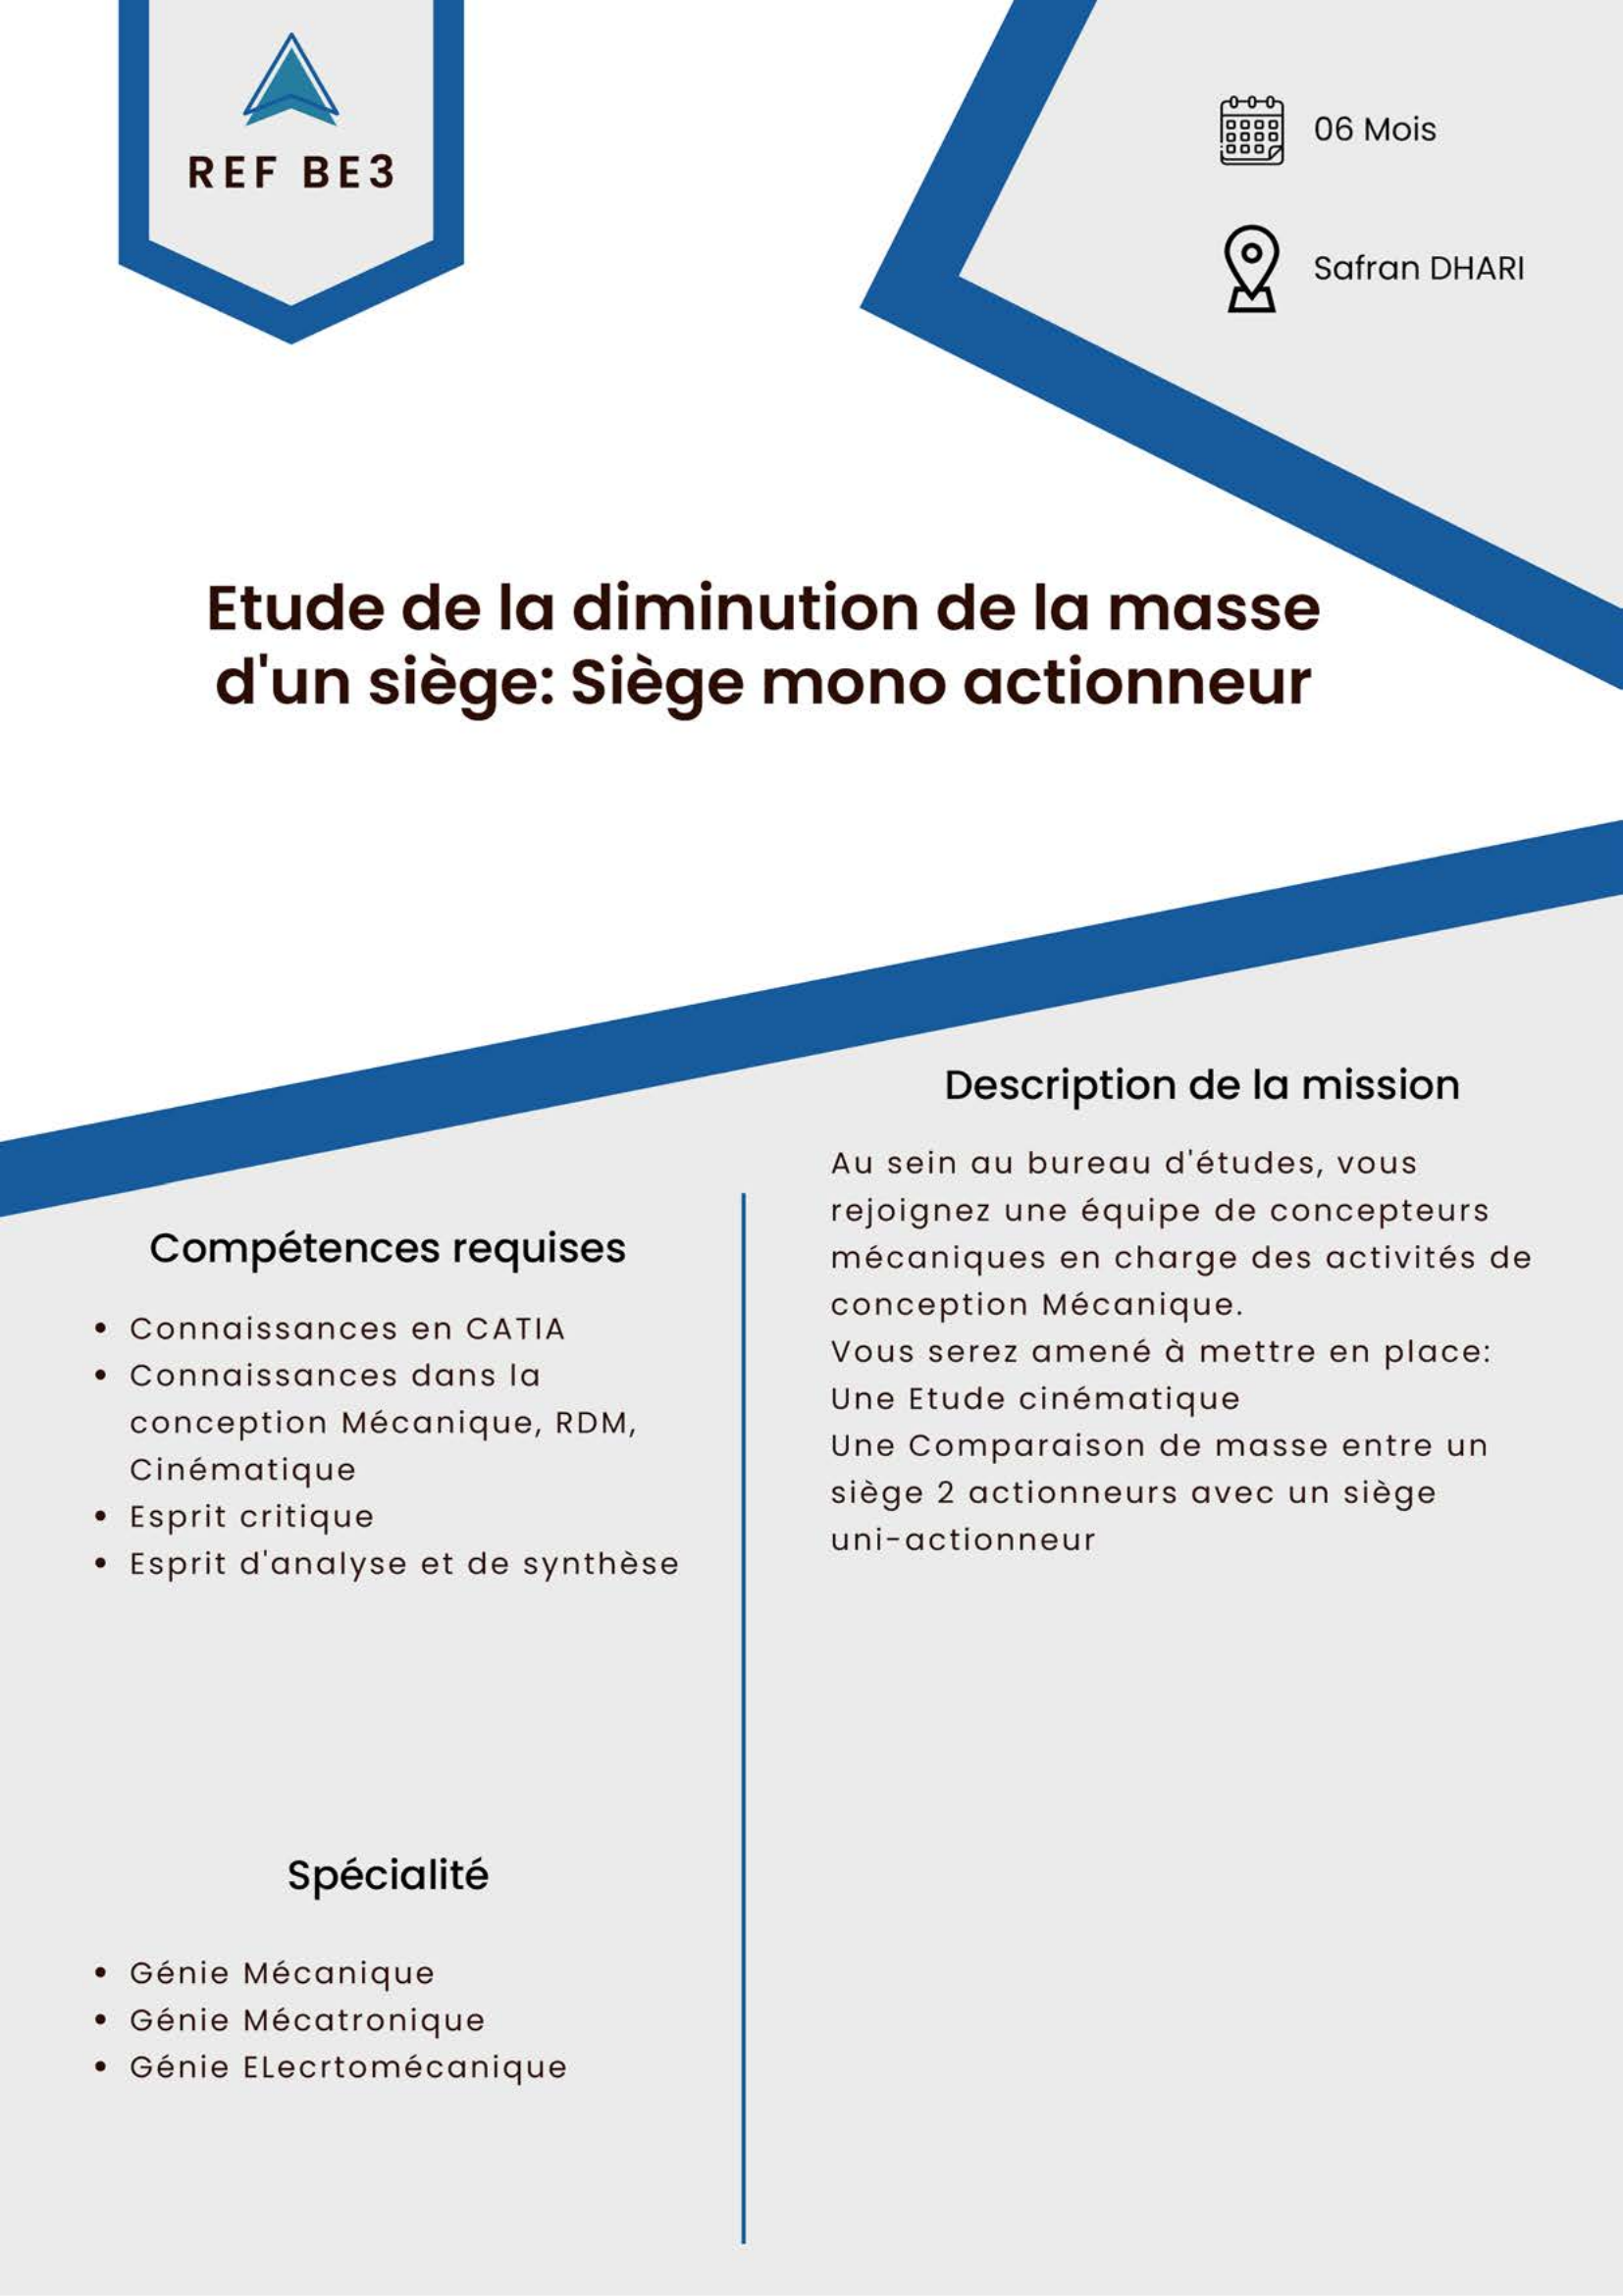 REF BE3
06 Mois
Safran DHARI
Etude de la diminution de la masse
d'un siège: Siège mono actionneur
Compétences requises
• Connaissances en CATIA
• Connaissances dans la
conception Mécanique, RDM,
Cinématique
• Esprit critique
• Esprit d'analyse et de synthèse
Spécialité
• Génie Mécanique
• Génie Mécatronique
• Génie ELecrtomécanique
Description de la mission
Au sein au bureau d'études, vous
rejoignez une équipe de concepteurs
mécaniques en charge des activités de
conception Mécanique.
Vous serez amené à mettre en place:
Une Etude cinématique
Une Comparaison de masse entre un
siège 2 actionneurs avec un siège
uni-actionneur